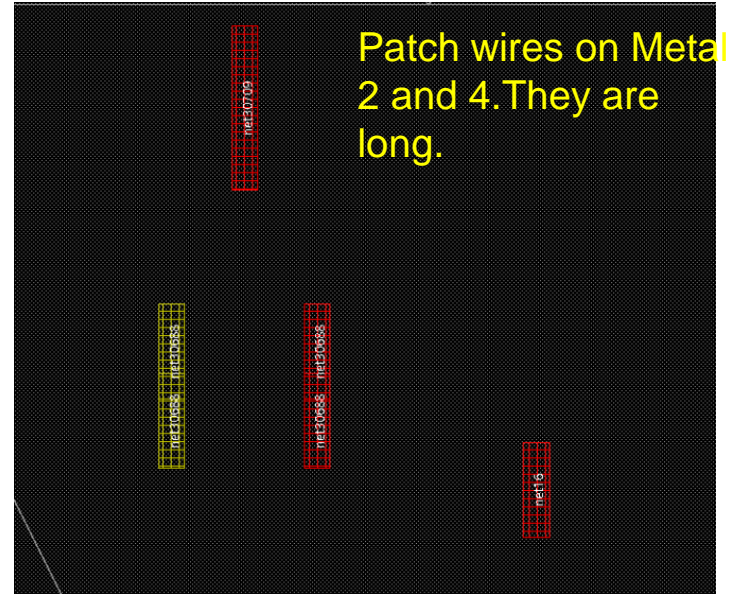 Patch wires on Metal
2 and 4.They are
long.
net30709
net30688
net30688
net30688
net30688
net16